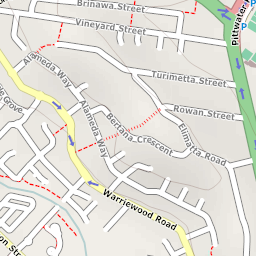 Brinawa Street
Vineyard Street
Pittwater
Alameda Way
Turimetta Street
Rowan Street
Grove
Alameda Way
Bertana Crescent
Elimatta Road
Warriewood Road